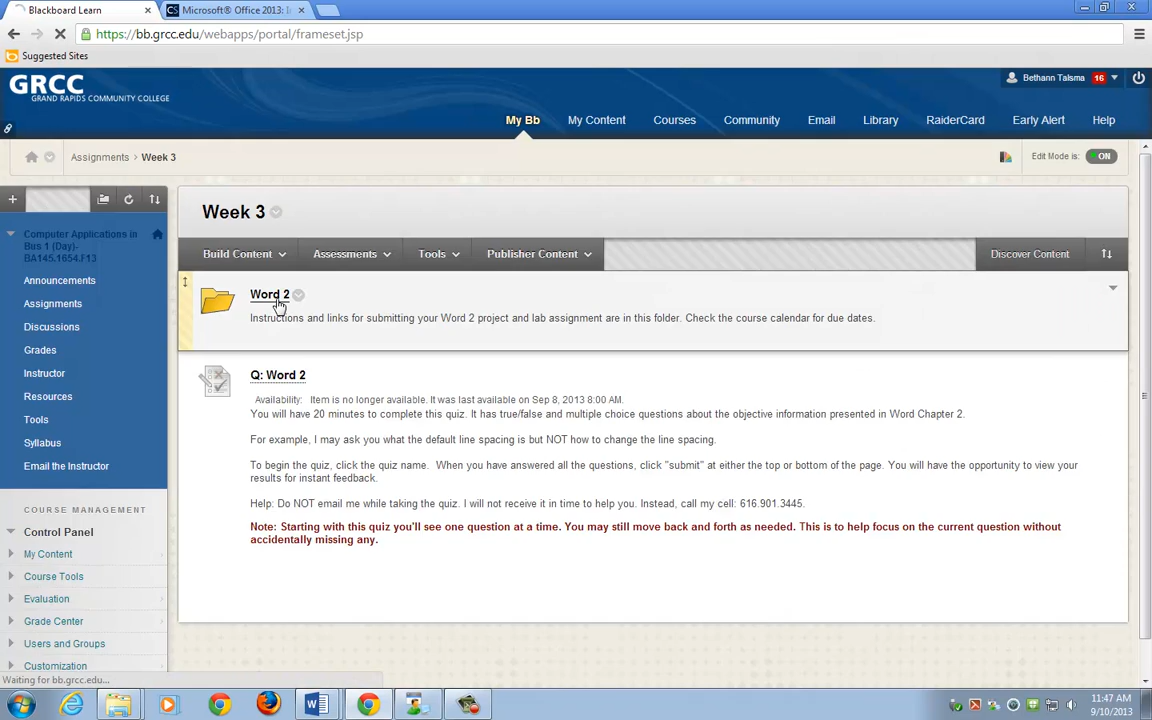 Blackboard Learn
Microsoft® Office 2013: I
https://bb.grcc.edu/webapps/portal/frameset.jsp
Suggested Sites
GRCC
GRAND RAPIDS COMMUNITY COLLEGE
Bethann Talsma 16
My Bb My Content Courses Community Email Library RaiderCard Early Alert Help
Assignments > Week 3
Edit Mode is: ON
Week 3
Build Content Assessments Tools Publisher Content Discover Content
Computer Applications in
Bus 1 (Day)-
BA145.1654.F13
Announcements
Assignments
Discussions
Grades
Instructor
Resources
Tools
Syllabus
Email the Instructor
COURSE MANAGEMENT
Control Panel
My Content
Course Tools
Evaluation
Grade Center
Users and Groups
Customization
Word 2
Instructions and links for submitting your Word 2 project and lab assignment are in this folder. Check the course calendar for due dates.
Q: Word 2
Availability: Item is no longer available. It was last available on Sep 8, 2013 8:00 AM.
You will have 20 minutes to complete this quiz. It has true/false and multiple choice questions about the objective information presented in Word Chapter 2.
For example, I may ask you what the default line spacing is but NOT how to change the line spacing.
To begin the quiz, click the quiz name. When you have answered all the questions, click "submit" at either the top or bottom of the page. You will have the opportunity to view your
results for instant feedback.
Help: Do NOT email me while taking the quiz. I will not receive it in time to help you. Instead, call my cell: 616.901.3445.
Note: Starting with this quiz you'll see one question at a time. You may still move back and forth as needed. This is to help focus on the current question without
accidentally missing any.
Waiting for bb.grcc.edu...
11:47 AM
9/10/2013